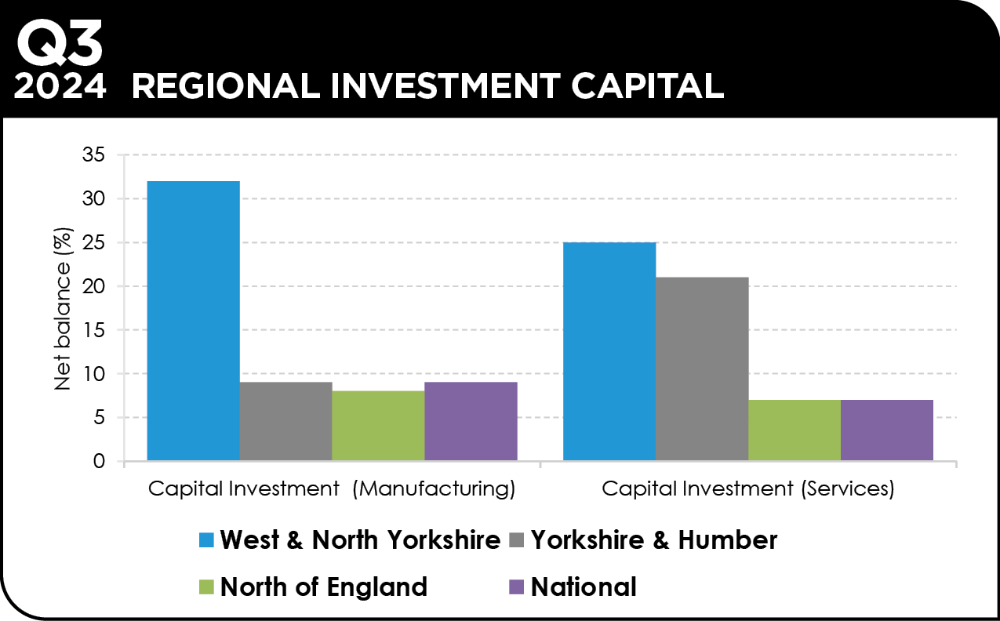 Q3
2024 REGIONAL INVESTMENT CAPITAL
35
30
25
20
15
10
5
0
Net balance (%)
Capital Investment (Manufacturing)
Capital Investment (Services)
West & North Yorkshire
Yorkshire & Humber
North of England
National